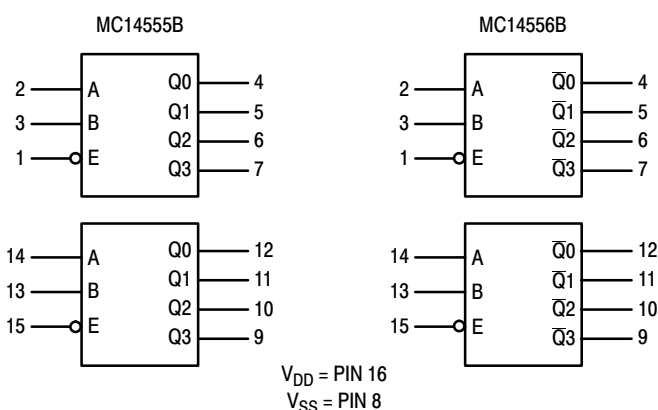 MC14555B
MC14556B
2 A Q0 4
Q1 5
3 B
Q2 6
1 E
Q3 7
2 A Q̅0 4
Q̅1 5
3 B
Q̅2 6
1 E
Q̅3 7
14 A Q0 12
Q1 11
13 B
Q2 10
15 E
Q3 9
14 A Q̅0 12
Q̅1 11
13 B
Q̅2 10
15 E
Q̅3 9
VDD = PIN 16
VSS = PIN 8